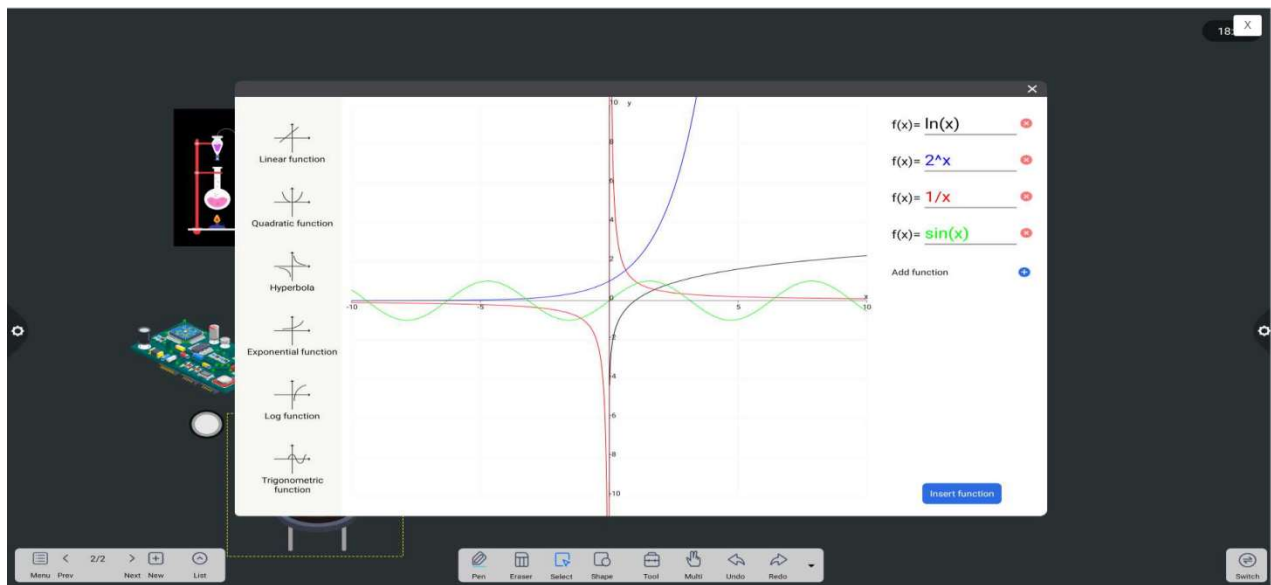 18:
X
×
Linear function
Quadratic function
Hyperbola
Exponential function
Log function
Trigonometric
function
10 y
8
6
4
2
0
x
-10
-5
5
10
-2
-4
-6
-8
-10
f(x)= ln(x)
f(x)= 2^x
f(x)= 1/x
f(x)= sin(x)
Add function
Insert function
Menu Prev 2/2 Next New List
Pen Eraser Select Shape Tool Multi Undo Redo
Switch